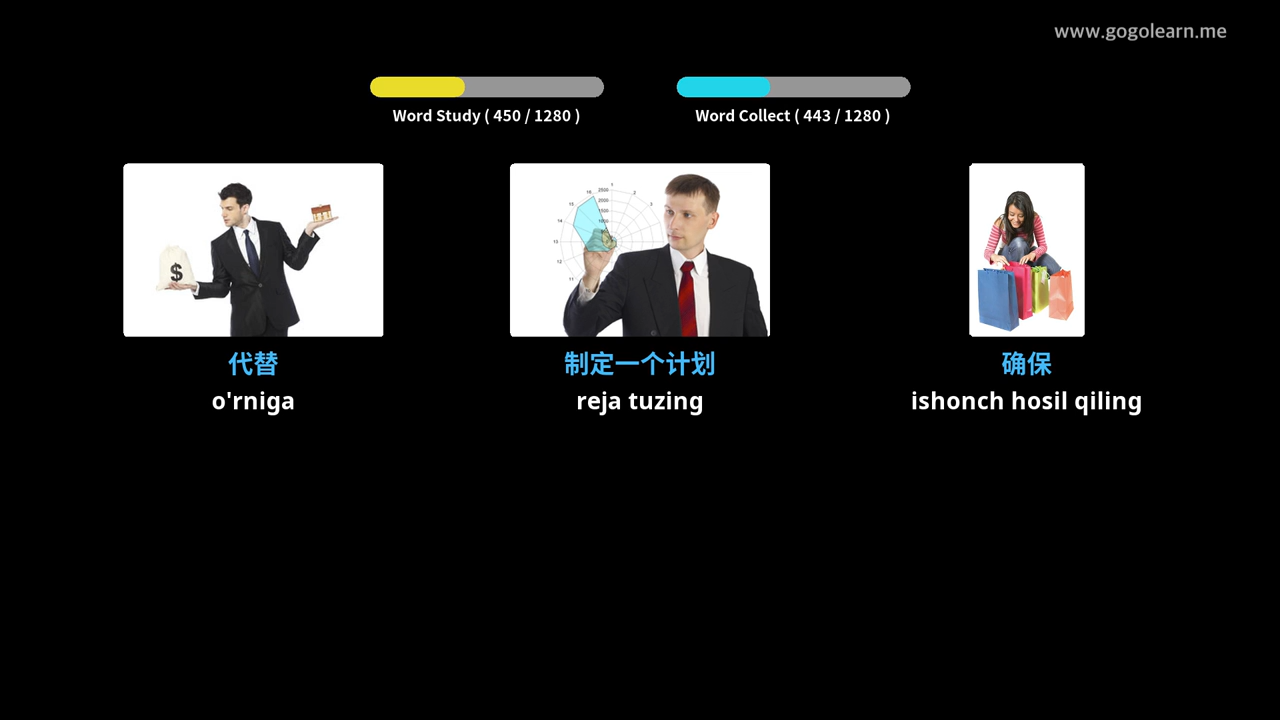 www.gogolearn.me
Word Study ( 450 / 1280 )
Word Collect ( 443 / 1280 )
$
代替
制定一个计划
确保
o'rniga
reja tuzing
ishonch hosil qiling